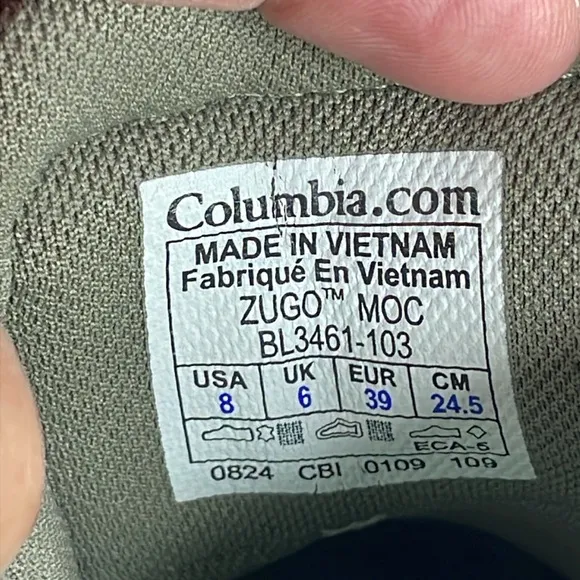 Columbia.com
MADE IN VIETNAM
Fabriqué En Vietnam
ZUGO™ MOC
BL3461-103
USA UK EUR CM
8 6 39 24.5
ECA-5
0824 CBI 0109 109